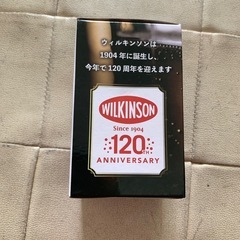 ウィルキンソンは
1904年に誕生し、
今年で120周年を迎えます
WILKINSON
Since 1904
120TH
ANNIVERSARY